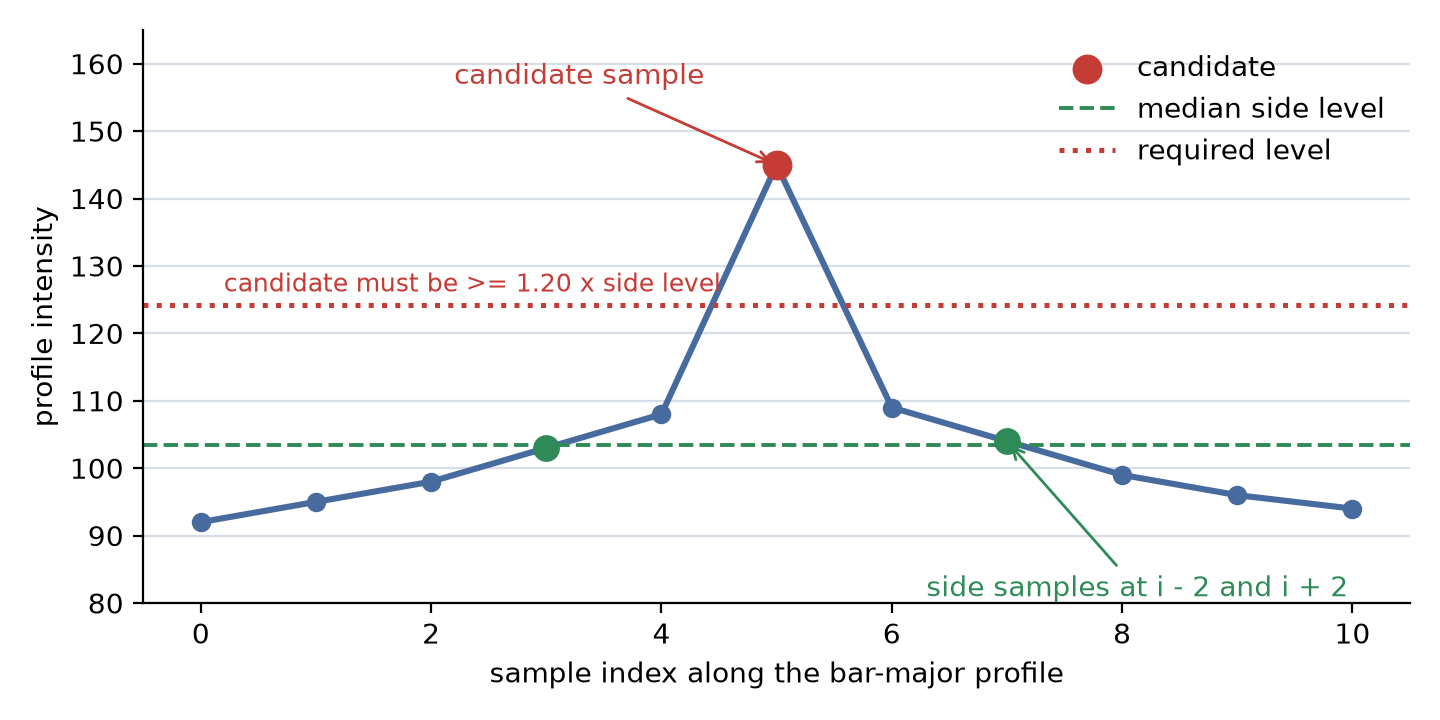 160
150
140
130
120
110
100
90
80
profile intensity
candidate sample
candidate must be >= 1.20 x side level
candidate
median side level
required level
side samples at i - 2 and i + 2
0 2 4 6 8 10
sample index along the bar-major profile